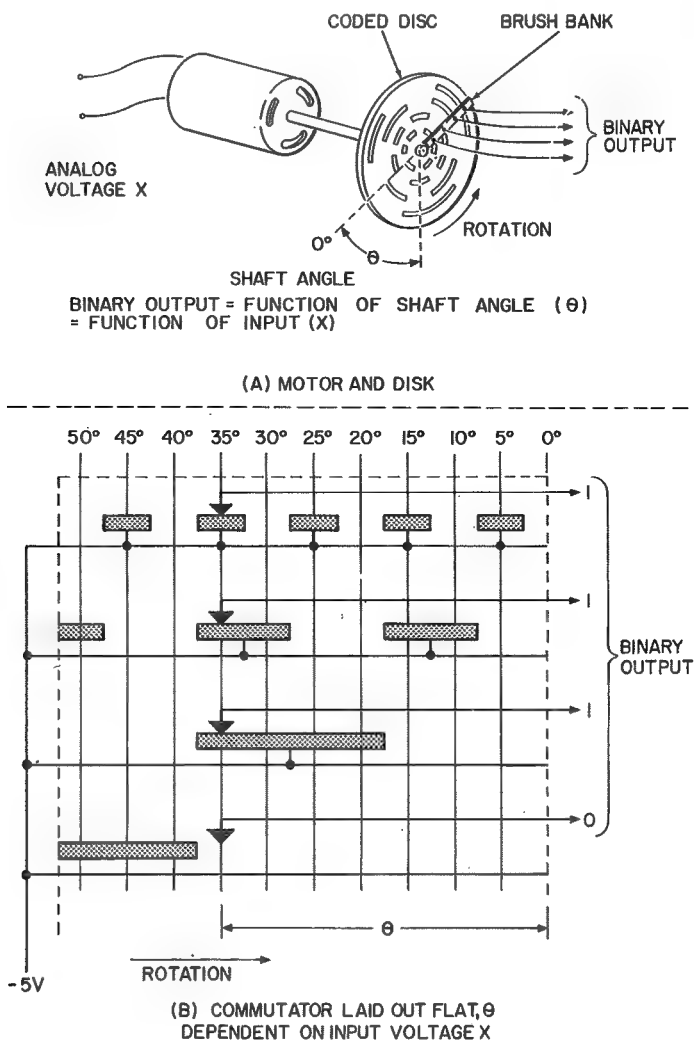 CODED DISC
BRUSH BANK
BINARY
OUTPUT
ANALOG
VOLTAGE X
ROTATION
0°
θ
SHAFT ANGLE
BINARY OUTPUT = FUNCTION OF SHAFT ANGLE (θ)
= FUNCTION OF INPUT (X)
(A) MOTOR AND DISK
50° 45° 40° 35° 30° 25° 20° 15° 10° 5° 0°
1
1
BINARY
OUTPUT
1
0
θ
ROTATION
-5V
(B) COMMUTATOR LAID OUT FLAT, θ
DEPENDENT ON INPUT VOLTAGE X